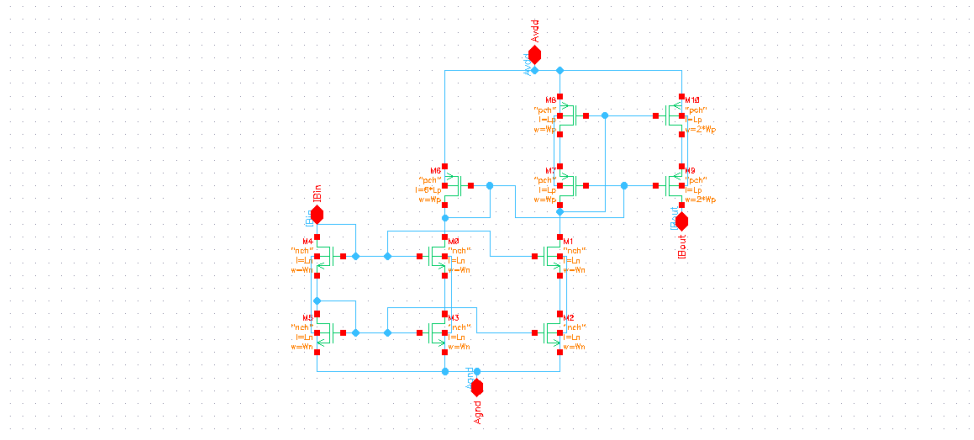 Avdd
Avdd
M8
"pch"
l=Lp
w=Wp
M10
"pch"
l=Lp
w=2*Wp
M6
"pch"
l=6*Lp
w=Wp
M7
"pch"
l=Lp
w=Wp
M9
"pch"
l=Lp
w=2*Wp
IBin
IBin
IBout
IBout
M4
"nch"
l=Ln
w=Wn
M0
"nch"
l=Ln
w=Wn
M1
"nch"
l=Ln
w=Wn
M5
"nch"
l=Ln
w=Wn
M3
"nch"
l=Ln
w=Wn
M2
"nch"
l=Ln
w=Wn
Agnd
Agnd